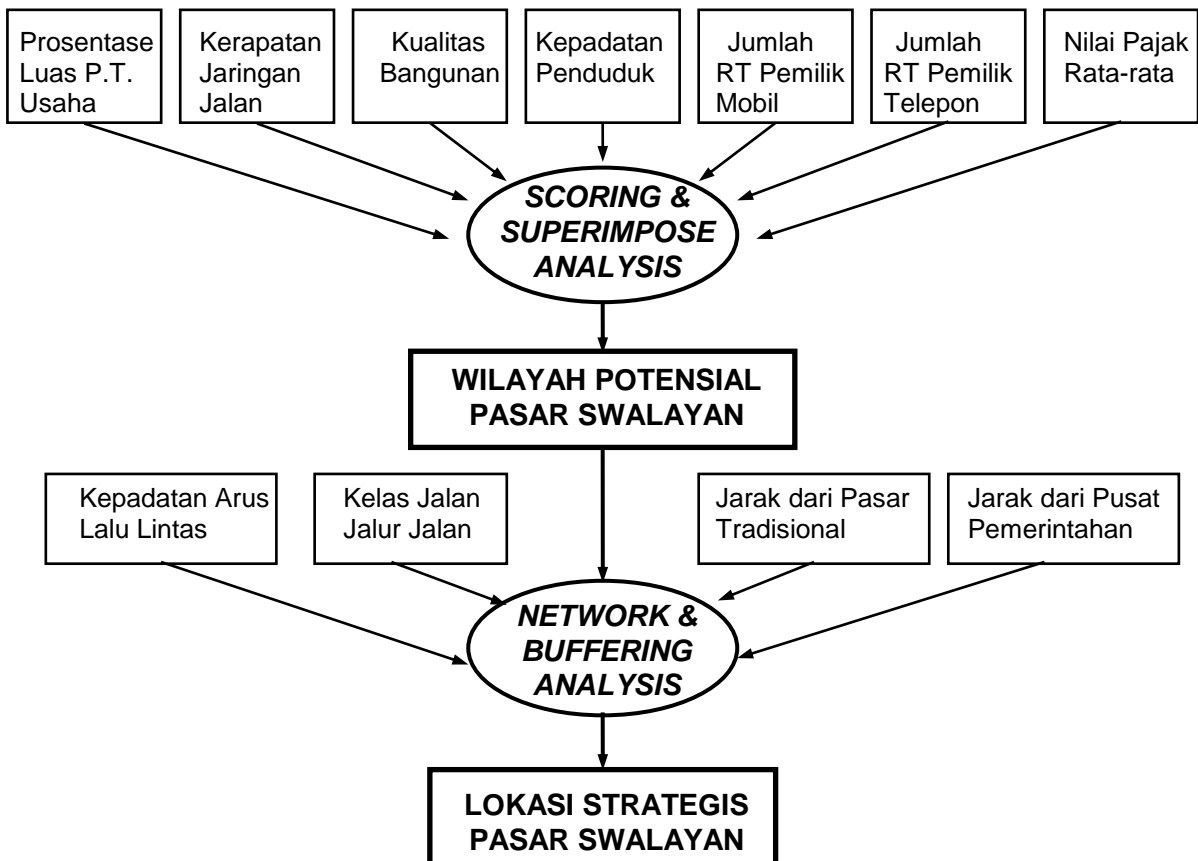 Prosentase
Luas P.T.
Usaha
Kerapatan
Jaringan
Jalan
Kualitas
Bangunan
Kepadatan
Penduduk
Jumlah
RT Pemilik
Mobil
Jumlah
RT Pemilik
Telepon
Nilai Pajak
Rata-rata
SCORING &
SUPERIMPOSE
ANALYSIS
WILAYAH POTENSIAL
PASAR SWALAYAN
Kepadatan Arus
Lalu Lintas
Kelas Jalan
Jalur Jalan
Jarak dari Pasar
Tradisional
Jarak dari Pusat
Pemerintahan
NETWORK &
BUFFERING
ANALYSIS
LOKASI STRATEGIS
PASAR SWALAYAN